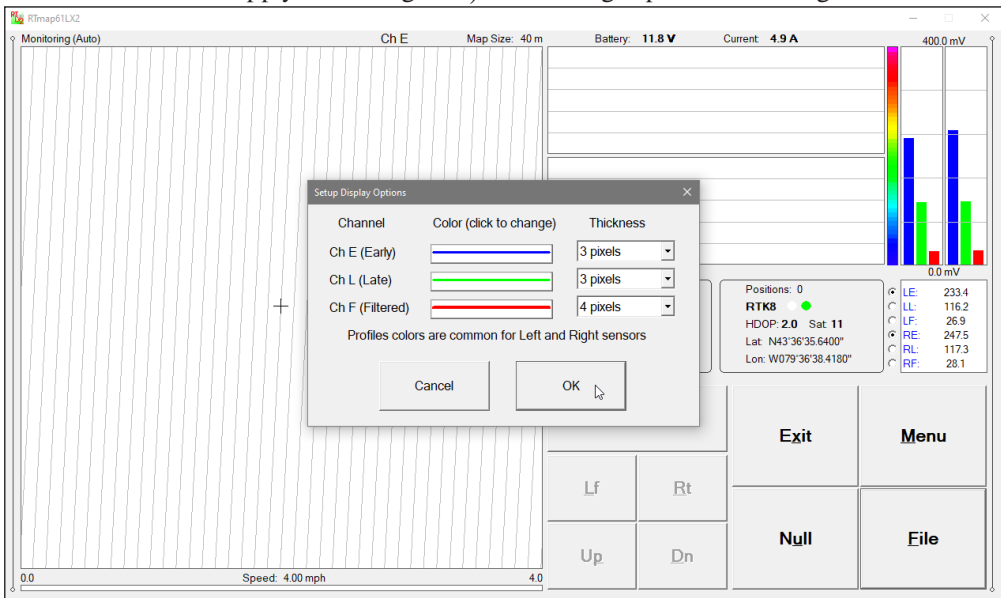 RTmap61LX2
Monitoring (Auto) Ch E Map Size: 40 m Battery: 11.8 V Current: 4.9 A 400.0 mV
Setup Display Options
Channel Color (click to change) Thickness
Ch E (Early) 3 pixels
Ch L (Late) 3 pixels
Ch F (Filtered) 4 pixels
Profiles colors are common for Left and Right sensors
Cancel OK
0.0 mV
Positions: 0
RTK8
HDOP: 2.0 Sat: 11
Lat: N43°36'35.6400"
Lon: W079°36'38.4180"
LE: 233.4
LL: 116.2
LF: 26.9
RE: 247.5
RL: 117.3
RF: 28.1
Exit Menu
Lf Rt
Null File
Up Dn
0.0 Speed: 4.00 mph 4.0